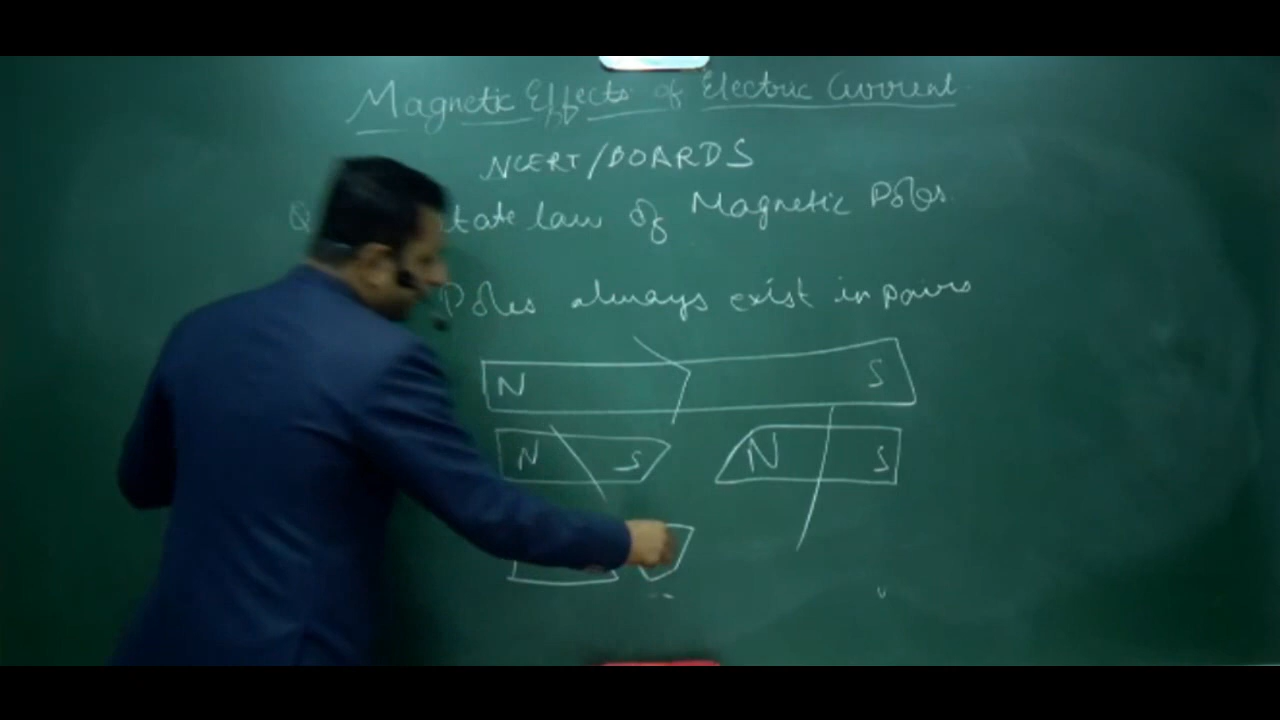 Magnetic Effects of Electric Current
NCERT/BOARDS
Q tate law of Magnetic Poles.
Poles always exist in pairs
N S
N S N S